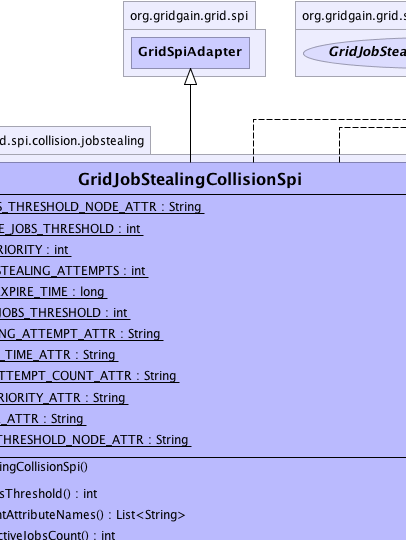 org.gridgain.grid.spi
org.gridgain.grid.s
GridSpiAdapter
GridJobStea
d.spi.collision.jobstealing
GridJobStealingCollisionSpi
S_THRESHOLD_NODE_ATTR : String
E_JOBS_THRESHOLD : int
RIORITY : int
STEALING_ATTEMPTS : int
EXPIRE_TIME : long
JOBS_THRESHOLD : int
NG_ATTEMPT_ATTR : String
_TIME_ATTR : String
TTEMPT_COUNT_ATTR : String
RIORITY_ATTR : String
E_ATTR : String
THRESHOLD_NODE_ATTR : String
ingCollisionSpi()
sThreshold() : int
ntAttributeNames() : List<String>
ctiveJobsCount() : int